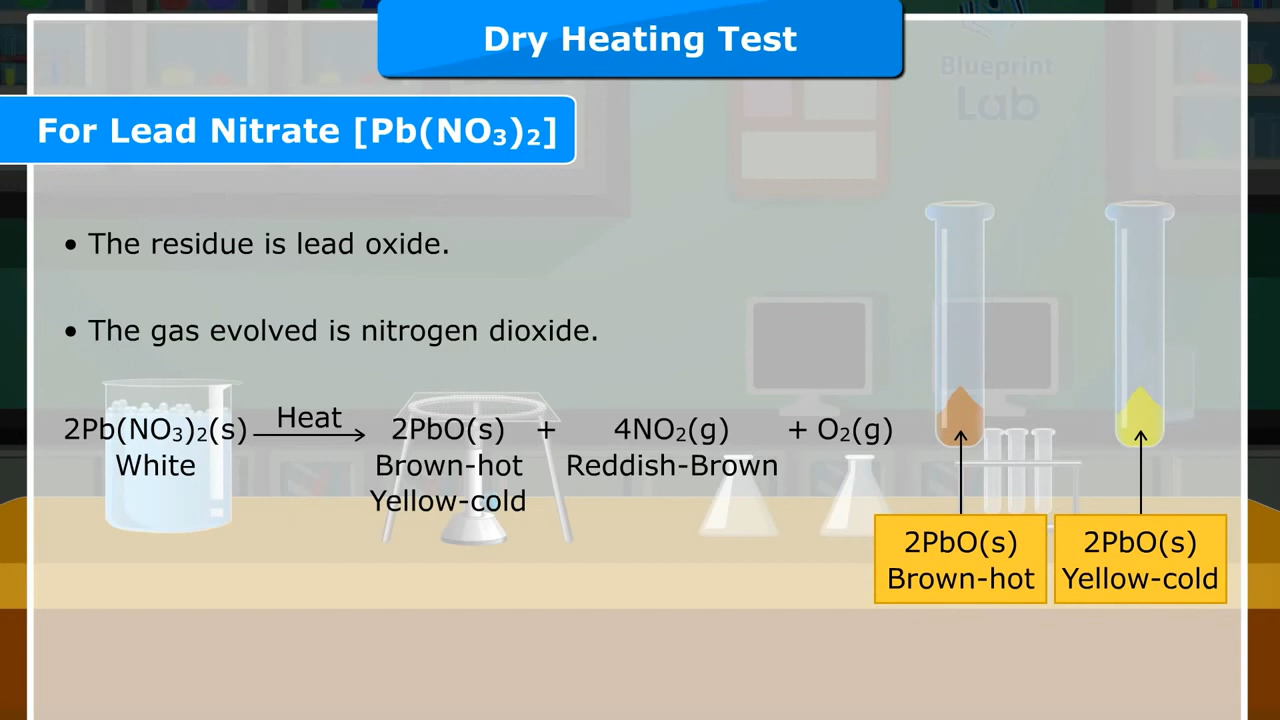 Dry Heating Test
Blueprint
Lab
For Lead Nitrate [Pb(NO₃)₂]
• The residue is lead oxide.
• The gas evolved is nitrogen dioxide.
2Pb(NO₃)₂(s) Heat 2PbO(s) + 4NO₂(g) + O₂(g)
White Brown-hot Reddish-Brown
Yellow-cold
2PbO(s)
Brown-hot
2PbO(s)
Yellow-cold